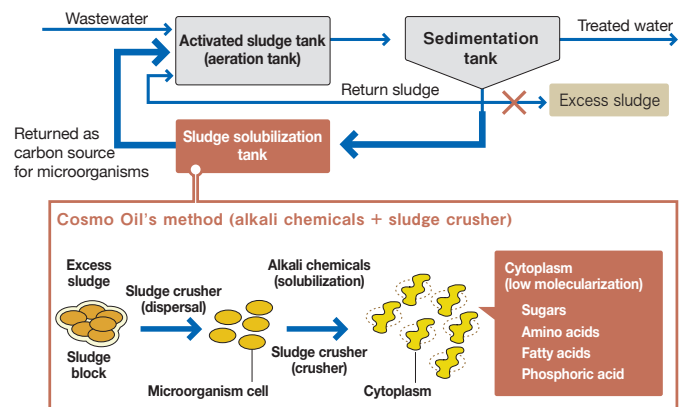 Wastewater
Activated sludge tank
(aeration tank)
Sedimentation
tank
Treated water
Return sludge
Excess sludge
Returned as
carbon source
for microorganisms
Sludge solubilization
tank
Cosmo Oil's method (alkali chemicals + sludge crusher)
Excess
sludge
Sludge
block
Sludge crusher
(dispersal)
Microorganism cell
Alkali chemicals
(solubilization)
Sludge crusher
(crusher)
Cytoplasm
Cytoplasm
(low molecularization)
Sugars
Amino acids
Fatty acids
Phosphoric acid